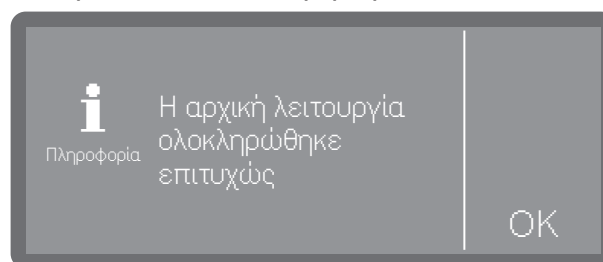 i
Πληροφορία
Η αρχική λειτουργία
ολοκληρώθηκε
επιτυχώς
OK